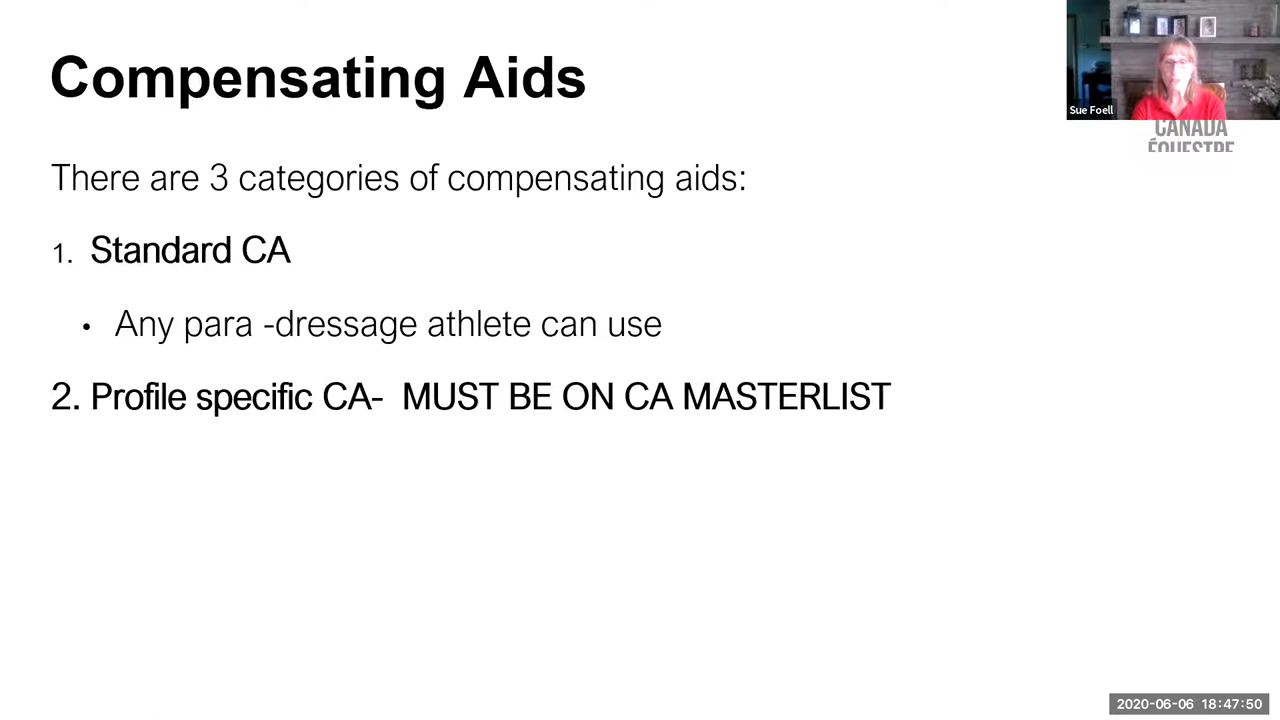 Compensating Aids
Sue Foell
CANADA
ÉQUESTRE
There are 3 categories of compensating aids:
1. Standard CA
• Any para -dressage athlete can use
2. Profile specific CA- MUST BE ON CA MASTERLIST
2020-06-06 18:47:50